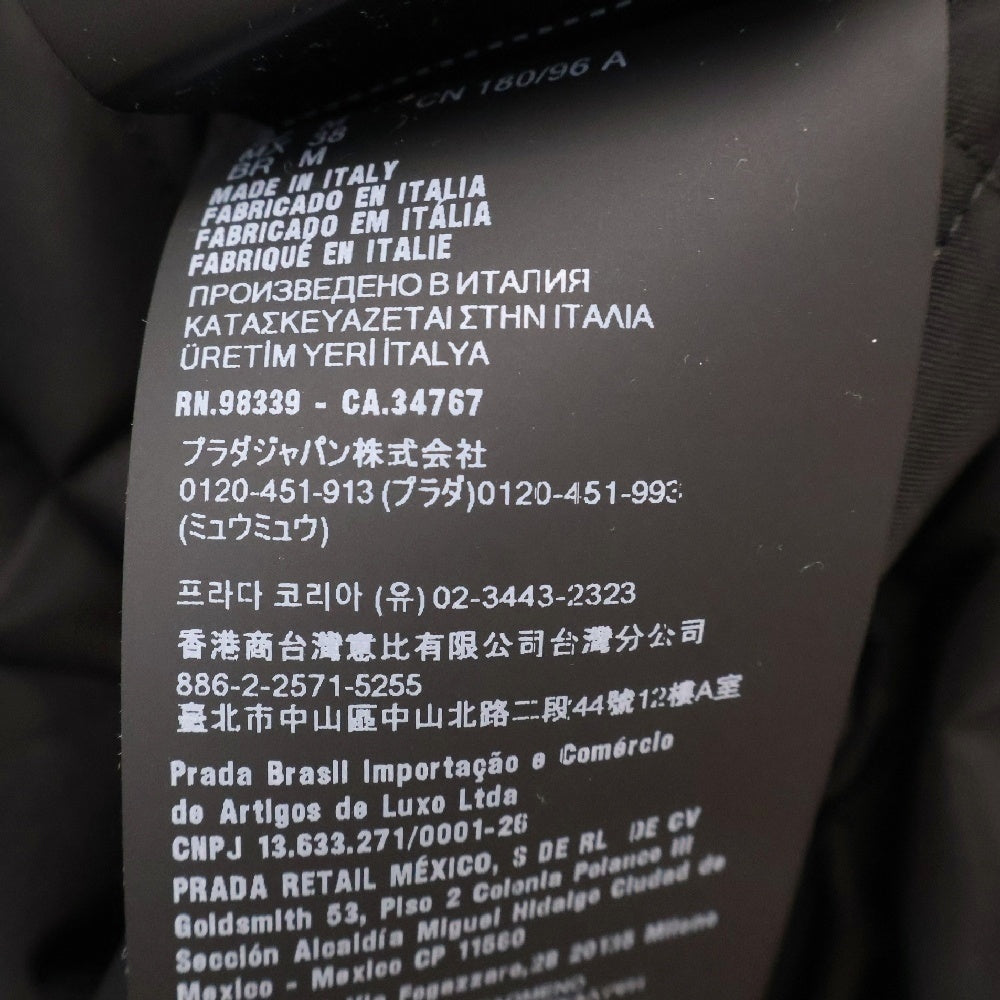 CN 180/96 A
MX 38
BR M
MADE IN ITALY
FABRICADO EN ITALIA
FABRICADO EM ITÁLIA
FABRIQUÉ EN ITALIE
ПРОИЗВЕДЕНО В ИТАЛИЯ
ΚΑΤΑΣΚΕΥΑΖΕΤΑΙ ΣΤΗΝ ΙΤΑΛΙΑ
ÜRETİM YERİ İTALYA
RN.98339 - CA.34767
プラダジャパン株式会社
0120-451-913 (プラダ)0120-451-993
(ミュウミュウ)
프라다 코리아 (유) 02-3443-2323
香港商台灣意比有限公司台灣分公司
886-2-2571-5255
臺北市中山區中山北路二段44號12樓A室
Prada Brasil Importação e Comércio
de Artigos de Luxo Ltda
CNPJ 13.633.271/0001-26
PRADA RETAIL MÉXICO, S DE RL DE CV
Goldsmith 53, Piso 2 Colonia Polanco III
Sección Alcaldía Miguel Hidalgo Ciudad de
Mexico - Mexico CP 11560
Fogazzaro, 28 20135 Milano